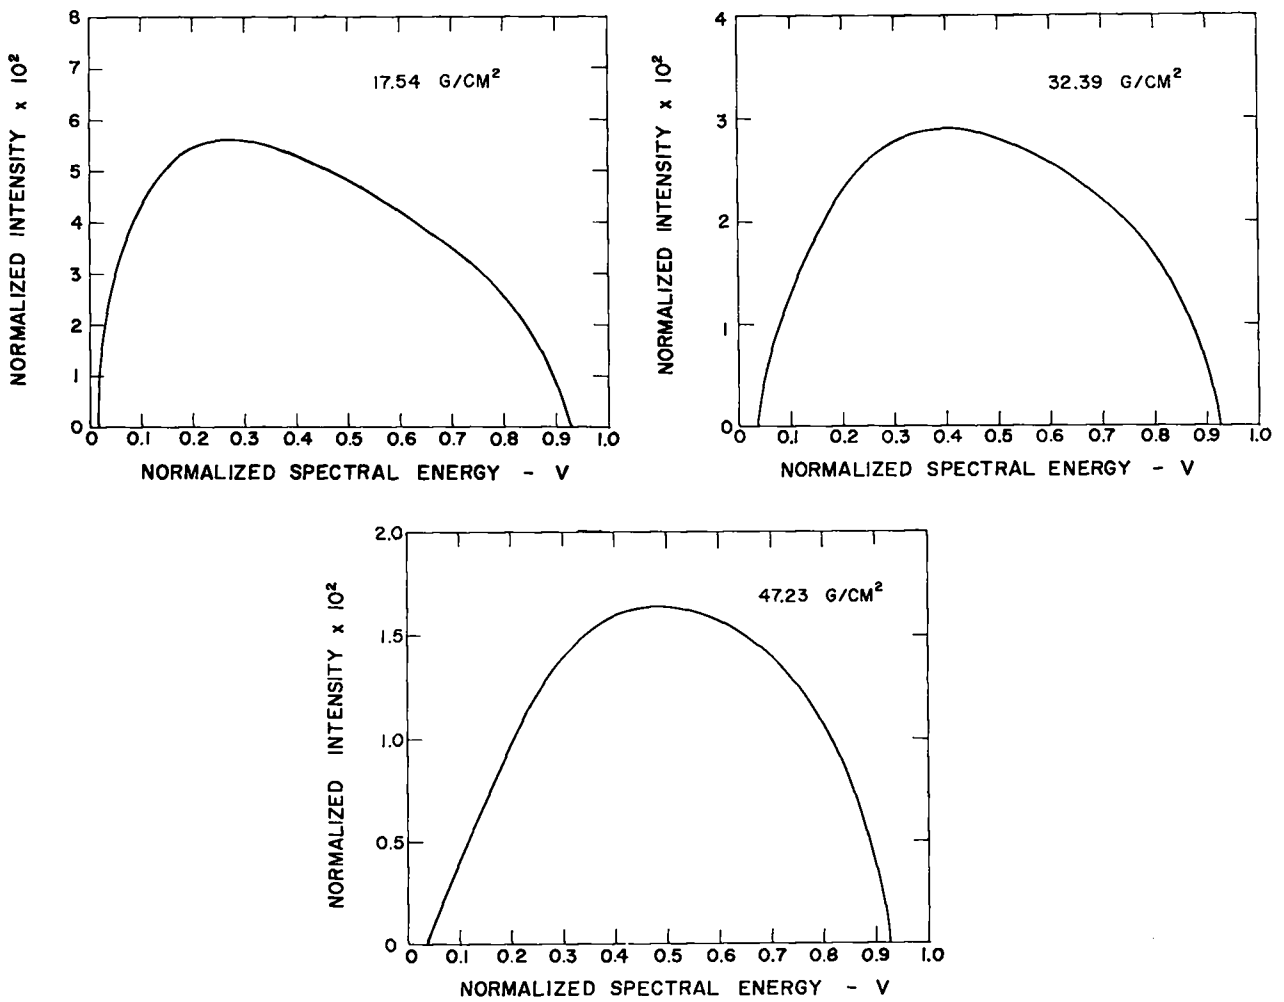 NORMALIZED INTENSITY x 10²
8
7
6
5
4
3
2
1
0
17.54 G/CM²
0 0.1 0.2 0.3 0.4 0.5 0.6 0.7 0.8 0.9 1.0
NORMALIZED SPECTRAL ENERGY - V
NORMALIZED INTENSITY x 10²
4
3
2
1
0
32.39 G/CM²
0 0.1 0.2 0.3 0.4 0.5 0.6 0.7 0.8 0.9 1.0
NORMALIZED SPECTRAL ENERGY - V
NORMALIZED INTENSITY x 10²
2.0
1.5
1.0
0.5
0
47.23 G/CM²
0 0.1 0.2 0.3 0.4 0.5 0.6 0.7 0.8 0.9 1.0
NORMALIZED SPECTRAL ENERGY - V